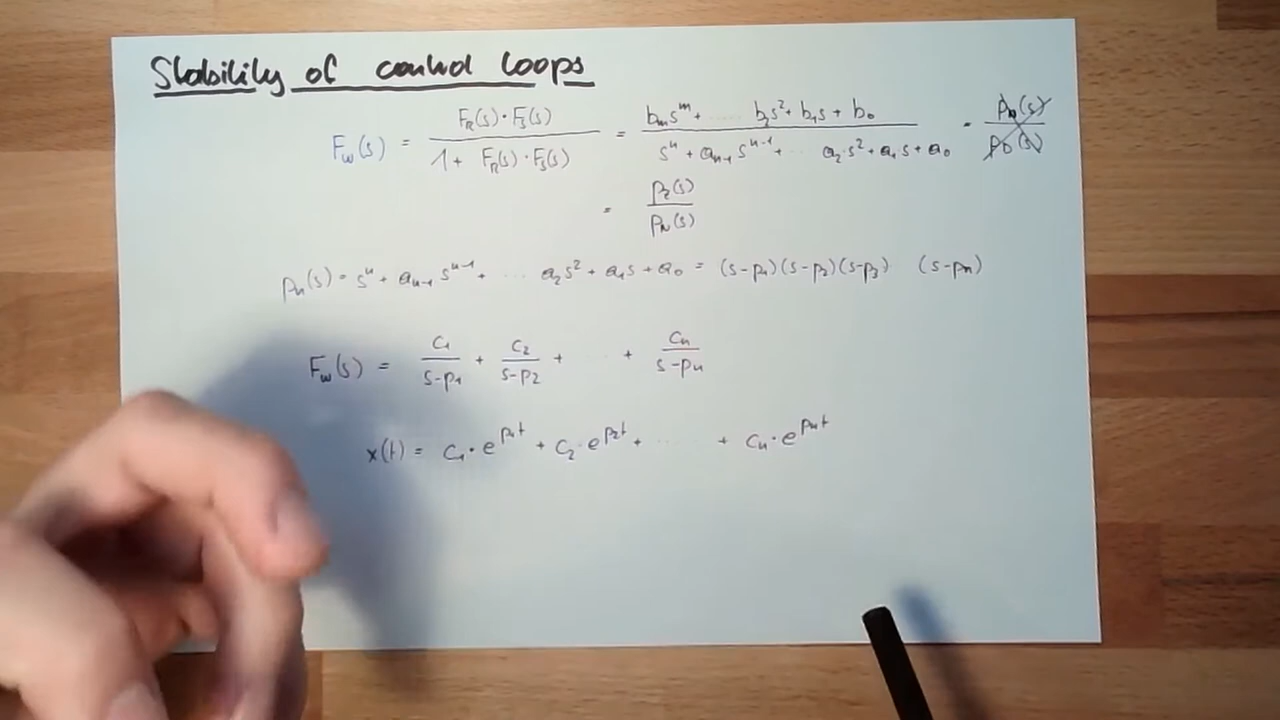 Stability of control loops
F_w(s) = F_R(s)·F_S(s) / (1 + F_R(s)·F_S(s)) = (b_m s^m + ... b_2 s^2 + b_1 s + b_0) / (s^n + a_{n-1} s^{n-1} + ... a_2·s^2 + a_1 s + a_0) =
= p_z(s) / p_N(s)
p_n(s) = s^n + a_{n-1} s^{n-1} + ... a_2 s^2 + a_1 s + a_0 = (s-p_1)(s-p_2)(s-p_3) (s-p_n)
F_w(s) = c_1/(s-p_1) + c_2/(s-p_2) + ... + c_n/(s-p_n)
x(t) = c_1·e^{p_1 t} + c_2·e^{p_2 t} + ... + c_n·e^{p_n t}